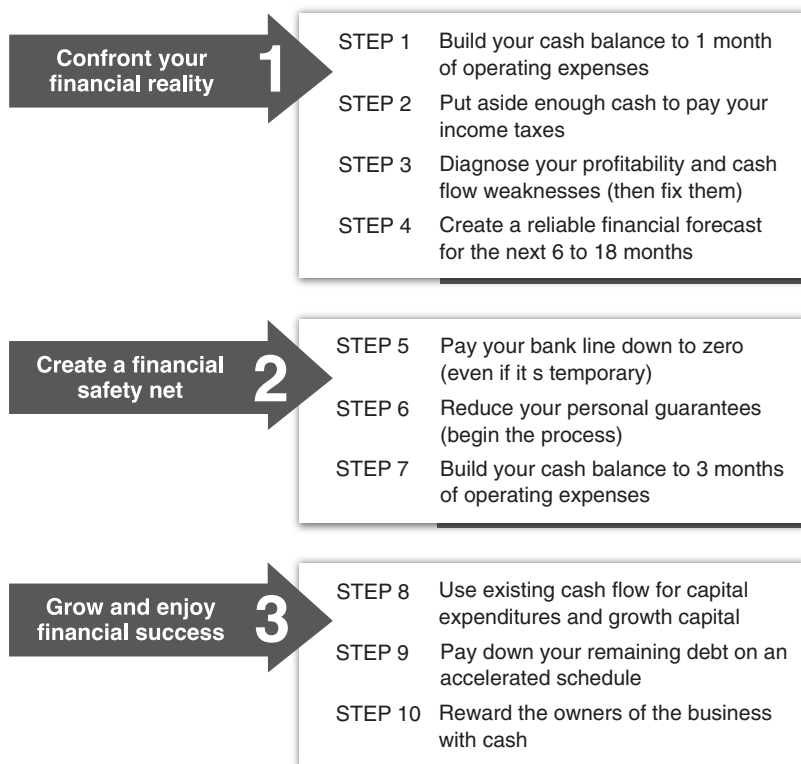 Confront your
financial reality
1
STEP 1 Build your cash balance to 1 month
of operating expenses
STEP 2 Put aside enough cash to pay your
income taxes
STEP 3 Diagnose your profitability and cash
flow weaknesses (then fix them)
STEP 4 Create a reliable financial forecast
for the next 6 to 18 months
Create a financial
safety net
2
STEP 5 Pay your bank line down to zero
(even if it s temporary)
STEP 6 Reduce your personal guarantees
(begin the process)
STEP 7 Build your cash balance to 3 months
of operating expenses
Grow and enjoy
financial success
3
STEP 8 Use existing cash flow for capital
expenditures and growth capital
STEP 9 Pay down your remaining debt on an
accelerated schedule
STEP 10 Reward the owners of the business
with cash